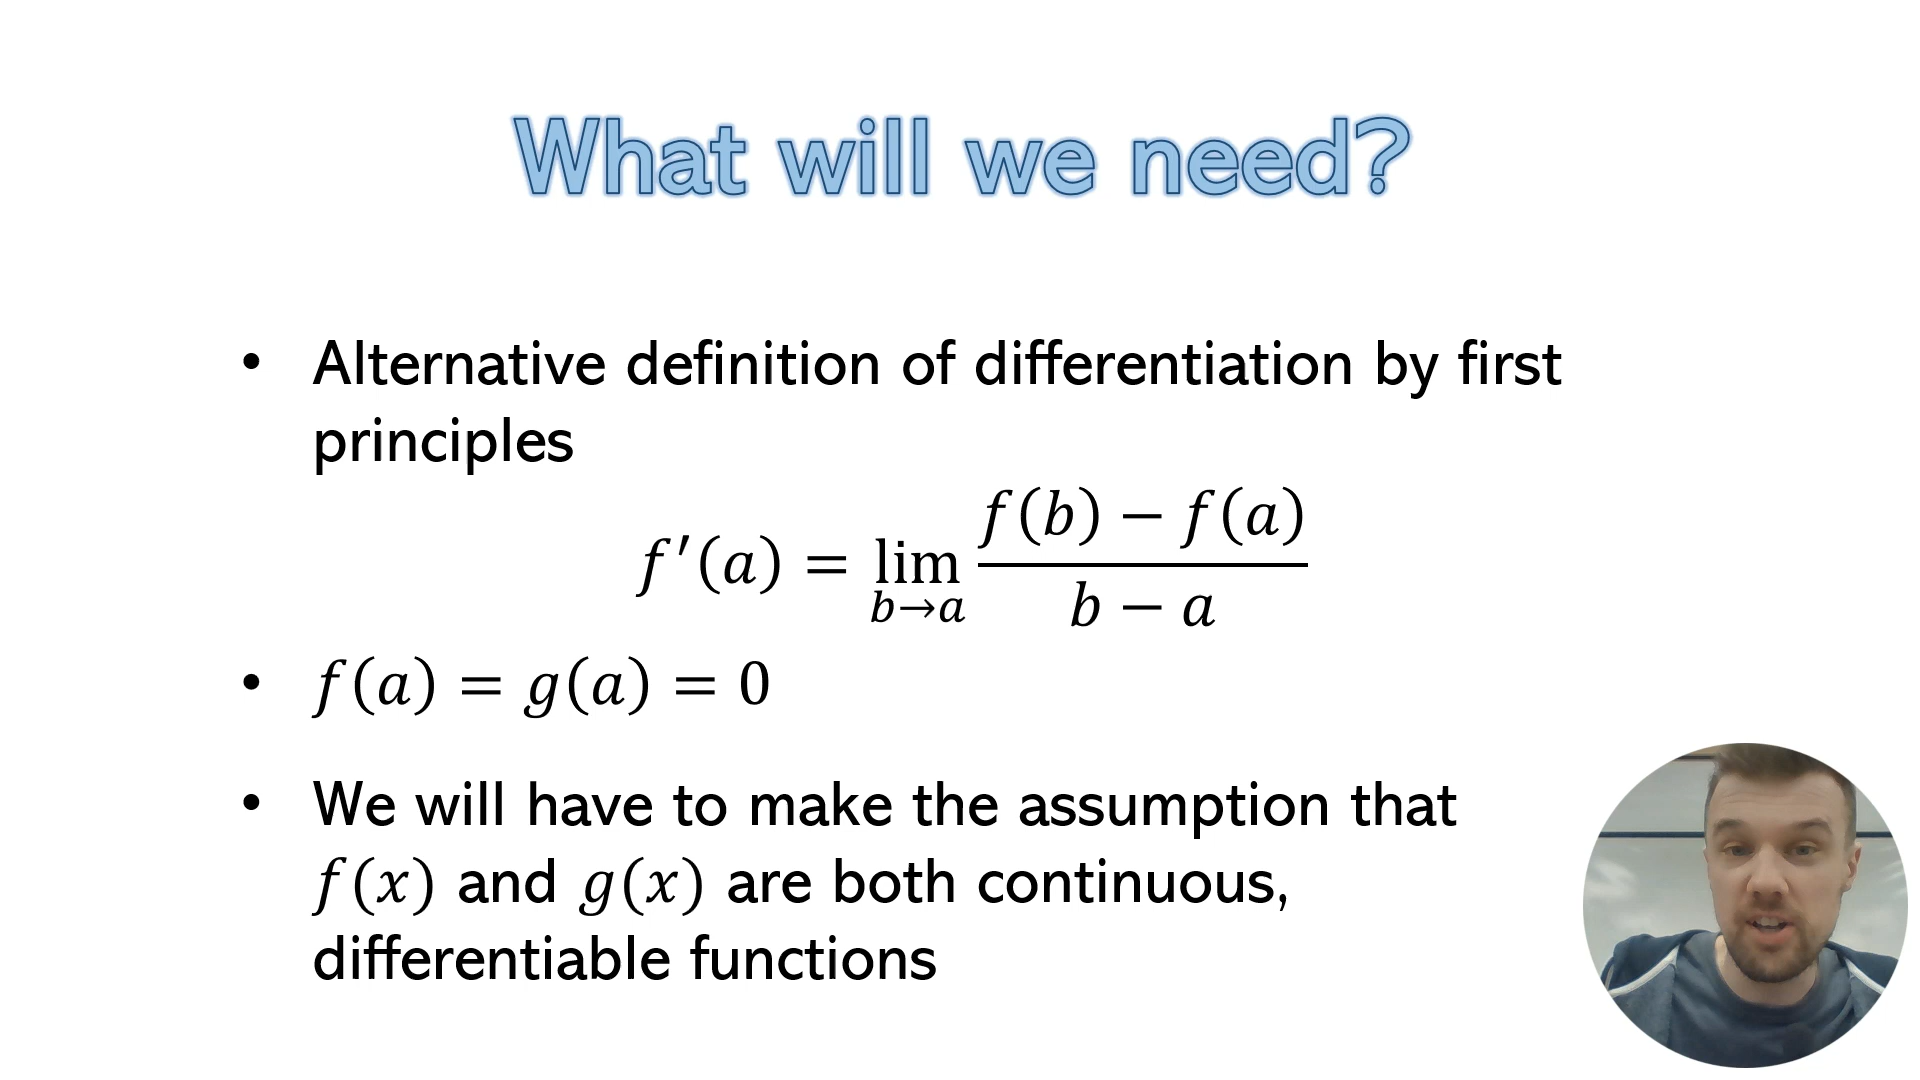 What will we need?
• Alternative definition of differentiation by first
principles
f′(a) = lim_{b→a} \frac{f(b) − f(a)}{b − a}
• f(a) = g(a) = 0
• We will have to make the assumption that
f(x) and g(x) are both continuous,
differentiable functions